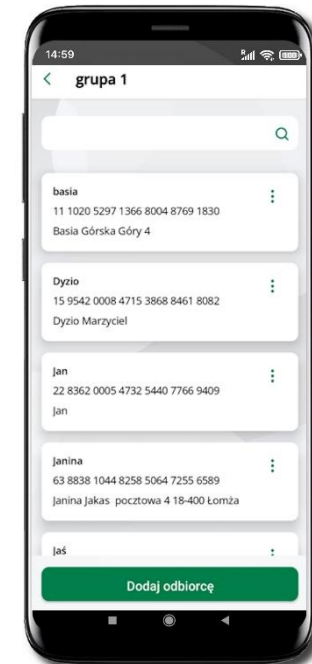 14:59
grupa 1
basia
11 1020 5297 1366 8004 8769 1830
Basia Górska Góry 4
Dyzio
15 9542 0008 4715 3868 8461 8082
Dyzio Marzyciel
Jan
22 8362 0005 4732 5440 7766 9409
Jan
Janina
63 8838 1044 8258 5064 7255 6589
Janina Jakas pocztowa 4 18-400 Łomża
Jaś
Dodaj odbiorcę